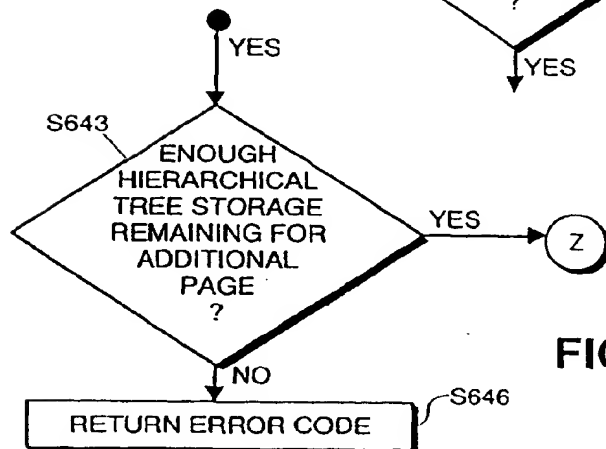 ?
YES
YES
S643
ENOUGH
HIERARCHICAL
TREE STORAGE
REMAINING FOR
ADDITIONAL
PAGE
?
YES
Z
FIG
NO
S646
RETURN ERROR CODE